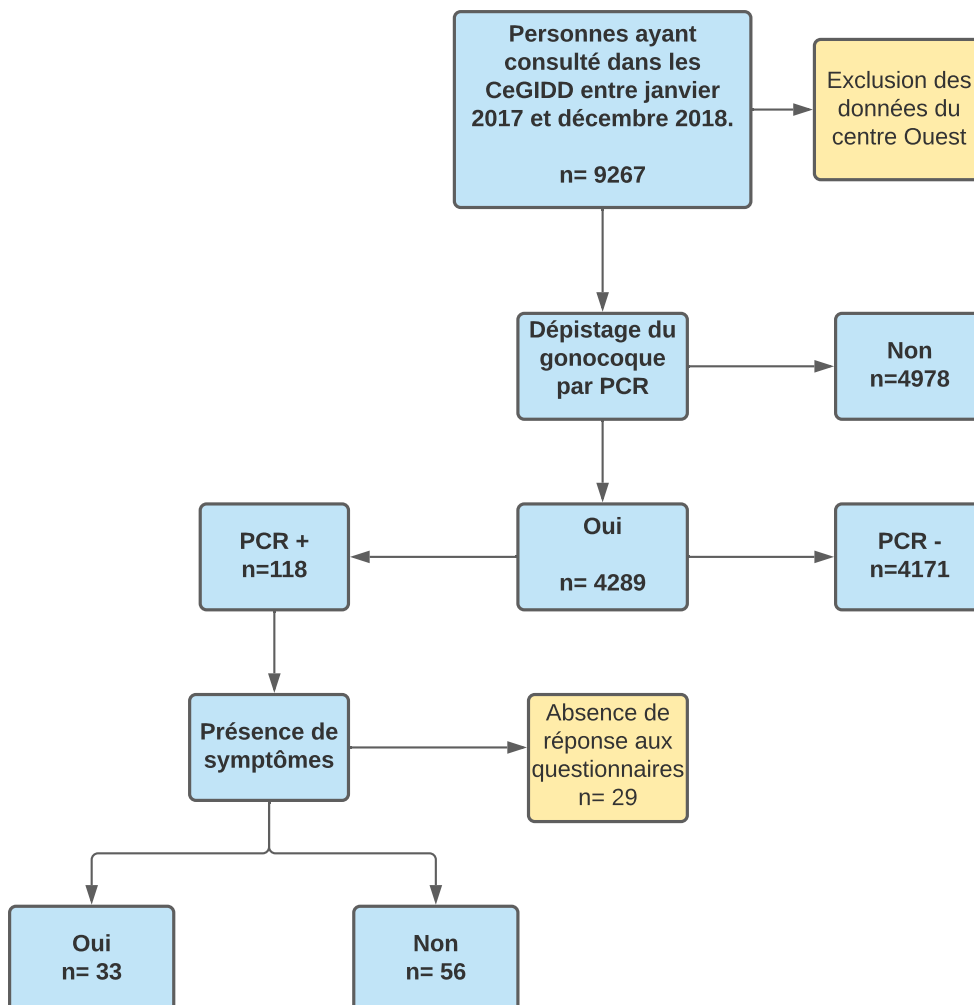 Personnes ayant
consulté dans les
CeGIDD entre janvier
2017 et décembre 2018.
n= 9267
Exclusion des
données du
centre Ouest
Dépistage du
gonocoque
par PCR
Non
n=4978
PCR +
n=118
Oui
n= 4289
PCR -
n=4171
Présence de
symptômes
Absence de
réponse aux
questionnaires
n= 29
Oui
n= 33
Non
n= 56